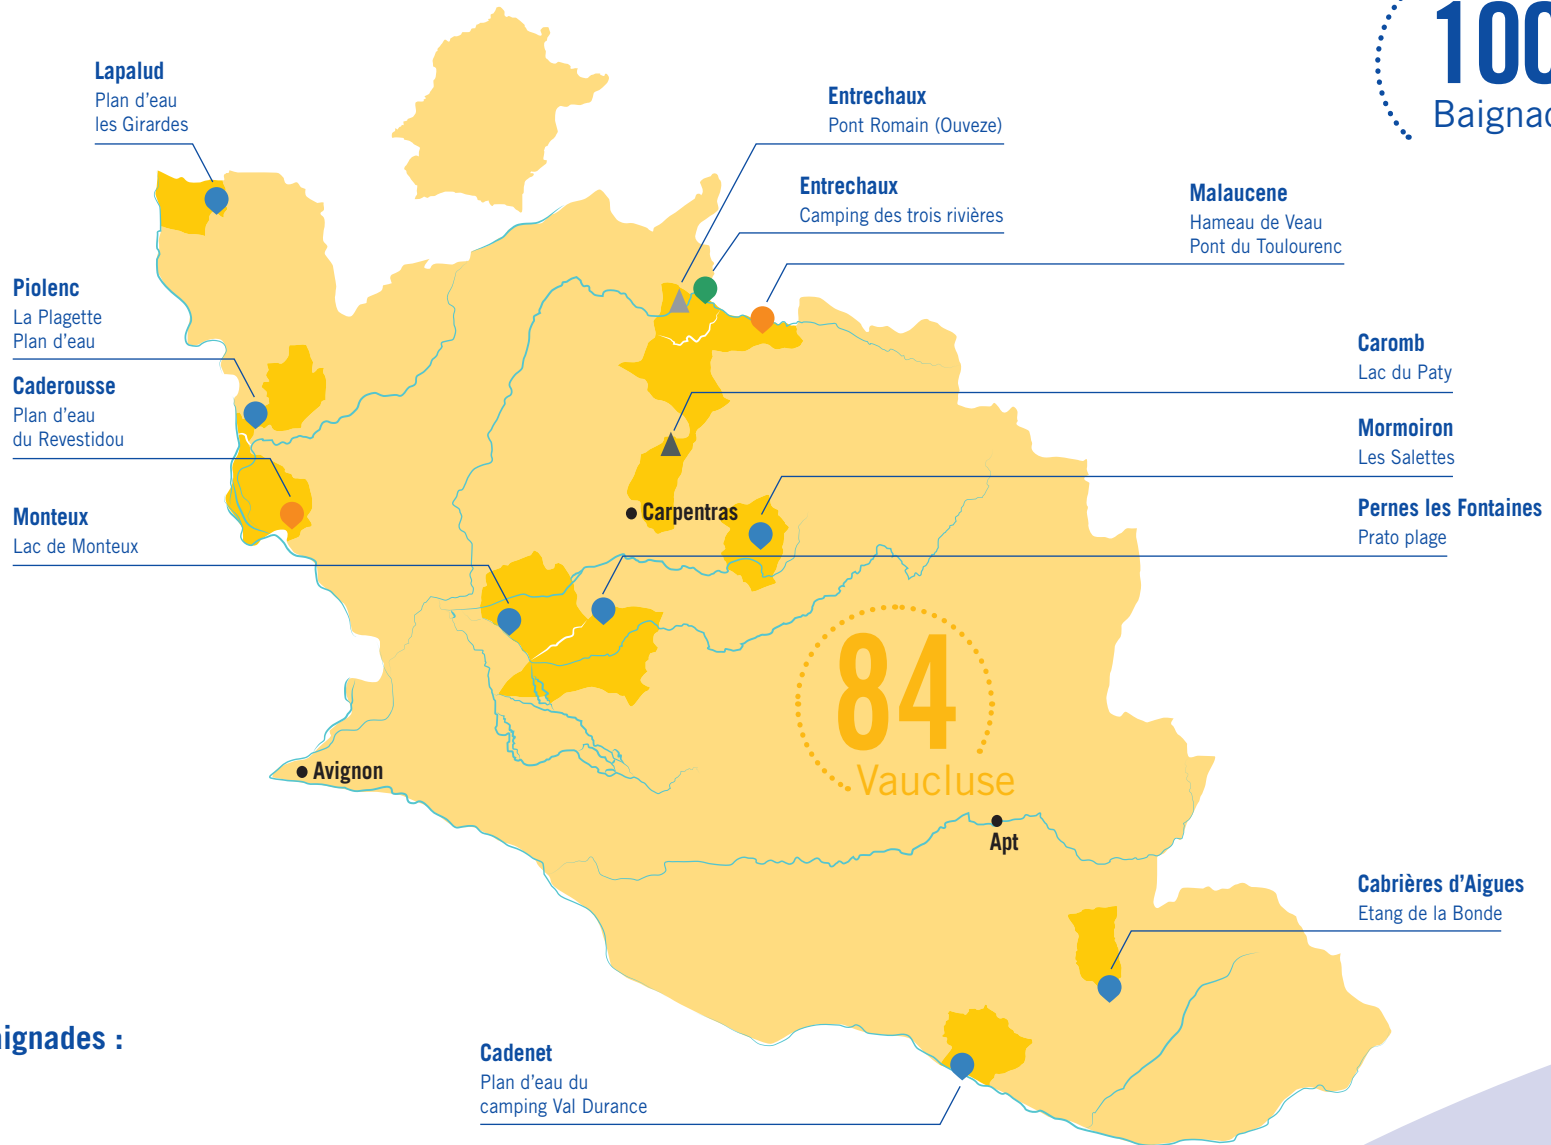 100
Baignad
Lapalud
Plan d'eau
les Girardes
Entrechaux
Pont Romain (Ouveze)
Entrechaux
Camping des trois rivières
Malaucene
Hameau de Veau
Pont du Toulourenc
Piolenc
La Plagette
Plan d'eau
Caderousse
Plan d'eau
du Revestidou
Monteux
Lac de Monteux
Caromb
Lac du Paty
Mormoiron
Les Salettes
Pernes les Fontaines
Prato plage
Carpentras
84
Vaucluse
Avignon
Apt
Cabrières d'Aigues
Etang de la Bonde
ignades :
Cadenet
Plan d'eau du
camping Val Durance